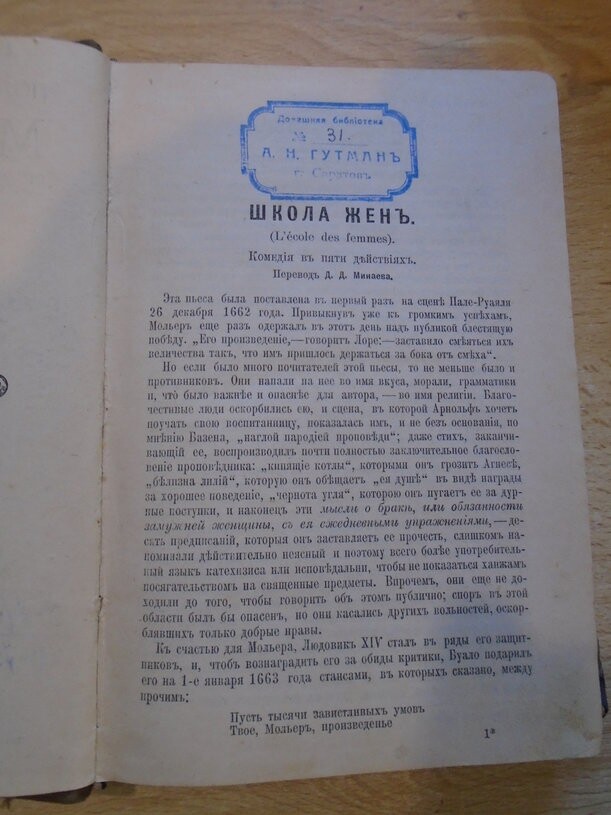 Домашняя библіотека
№ 31.
А. Н. ГУТМАНЪ
г. Саратовъ
ШКОЛА ЖЕНЪ.
(L'école des femmes).
Комедія въ пяти дѣйствіяхъ.
Переводъ Д. Д. Минаева.
Эта пьеса была поставлена въ первый разъ на сценѣ Пале-Руаяля
26 декабря 1662 года. Привыкнувъ уже къ громкимъ успѣхамъ,
Мольеръ еще разъ одержалъ въ этотъ день надъ публикой блестящую
побѣду. „Его произведеніе,—говоритъ Лоре:—заставило смѣяться ихъ
величества такъ, что имъ пришлось держаться за бока отъ смѣха“.
Но если было много почитателей этой пьесы, то не меньше было и
противниковъ. Они напали на нее во имя вкуса, морали, грамматики
и, что́ было важнѣе и опаснѣе для автора,—во имя религіи. Благо-
честивые люди оскорбились ею, и сцена, въ которой Арнольфъ хочетъ
поучать свою воспитанницу, показалась имъ, и не безъ основанія, по
мнѣнію Базена, „наглой пародіей проповѣди“; даже стихъ, заканчи-
вающій ее, воспроизводилъ почти полностью заключительное благосло-
веніе проповѣдника: „кипящіе котлы“, которыми онъ грозитъ Агнесѣ,
„бѣлизна лилій“, которую онъ обѣщаетъ „ея душѣ“ въ видѣ награды
за хорошее поведеніе, „чернота угля“, которою онъ пугаетъ ее за дур-
ные поступки, и наконецъ эти мысли о бракѣ, или обязанности
замужней женщины, съ ея ежедневными упражненіями,—де-
сять предписаній, которыя онъ заставляетъ ее прочесть, слишкомъ на-
поминали дѣйствительно неясный и поэтому всего болѣе употребитель-
ный языкъ катехизиса или исповѣдальни, чтобы не показаться ханжамъ
посягательствомъ на священные предметы. Впрочемъ, они еще не до-
ходили до того, чтобы говорить объ этомъ публично; споръ въ этой
области былъ бы опасенъ, но они касались другихъ вольностей, оскор-
блявшихъ только добрые нравы.
Къ счастью для Мольера, Людовикъ XIV сталъ въ ряды его защит-
никовъ, и, чтобъ вознаградить его за обиды критики, Буало подарилъ
его на 1-е января 1663 года стансами, въ которыхъ сказано, между
прочимъ:
Пусть тысячи завистливыхъ умовъ
Твое, Мольеръ, произведенье
1*